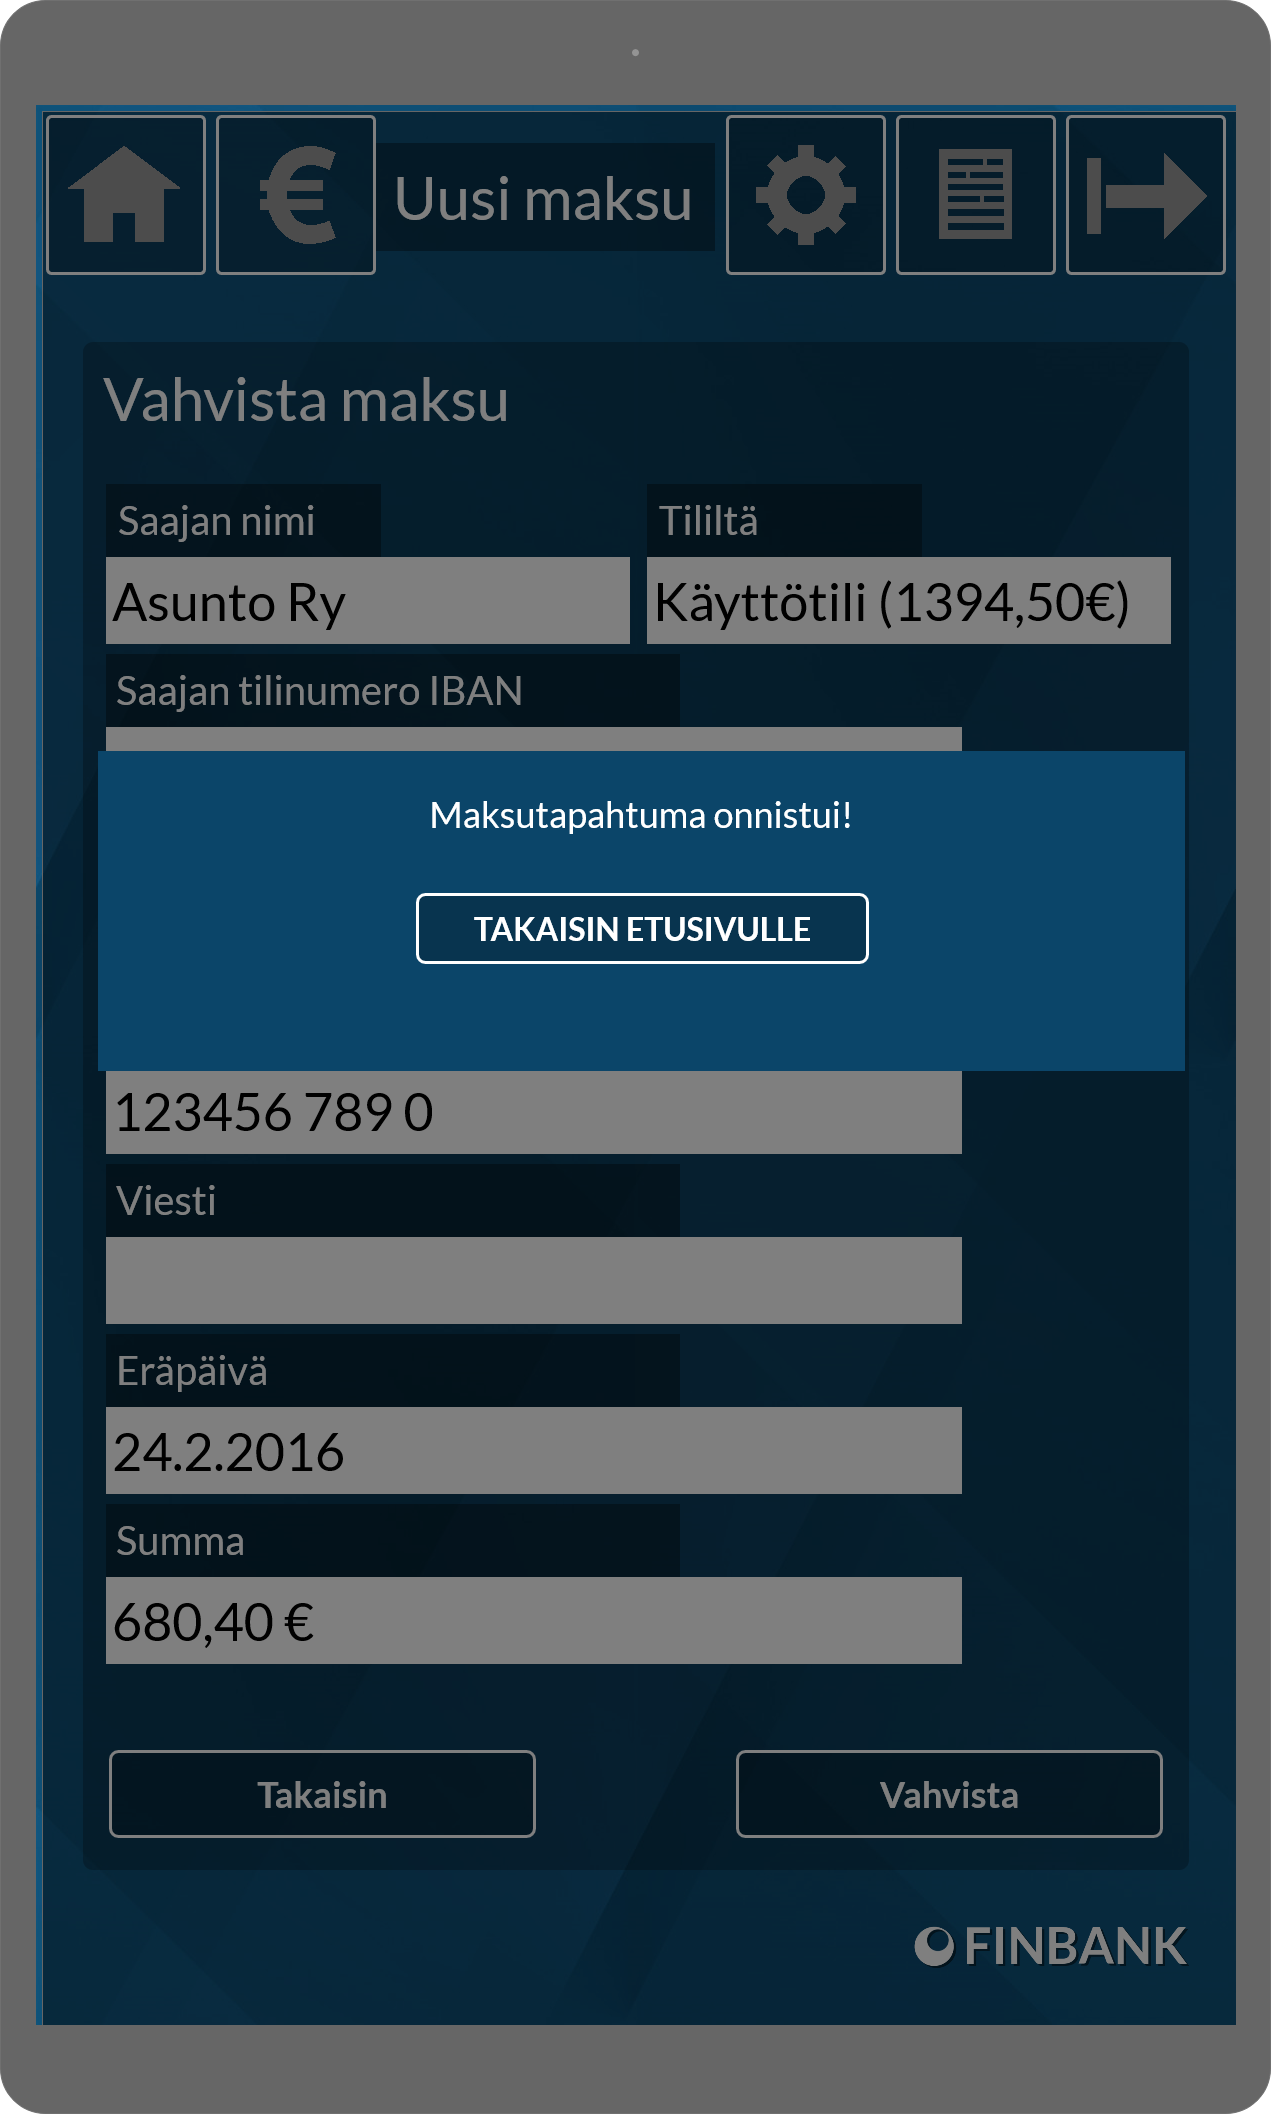 € Uusi maksu
Vahvista maksu
Saajan nimi
Tililtä
Asunto Ry
Käyttötili (1394,50€)
Saajan tilinumero IBAN
Maksutapahtuma onnistui!
TAKAISIN ETUSIVULLE
123456 789 0
Viesti
Eräpäivä
24.2.2016
Summa
680,40 €
Takaisin
Vahvista
FINBANK